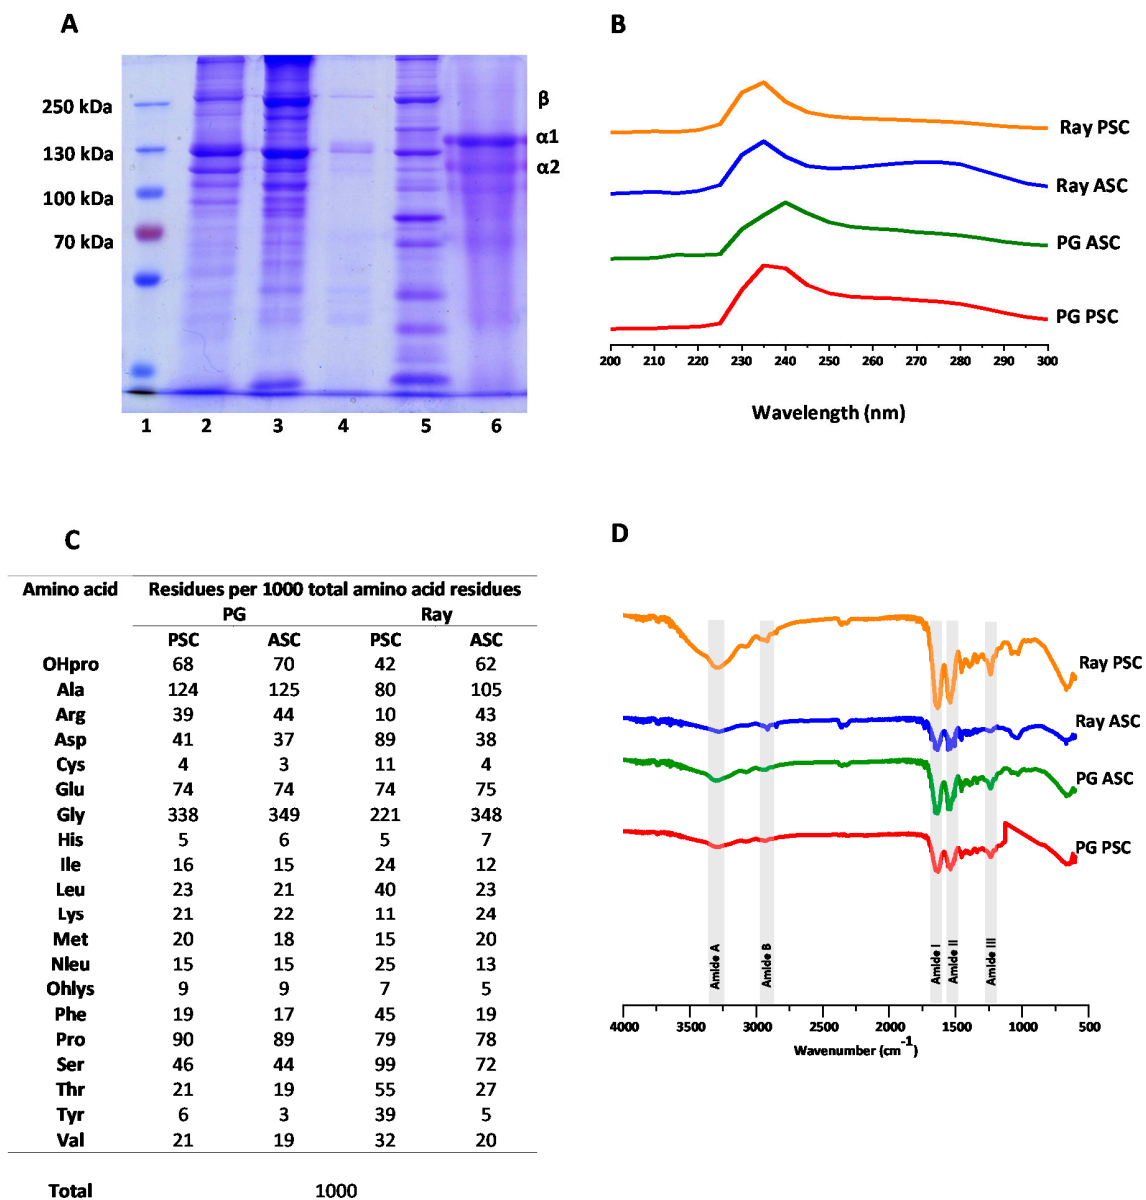 A
250 kDa
130 kDa
100 kDa
70 kDa
β
α1
α2
1 2 3 4 5 6
B
Ray PSC
Ray ASC
PG ASC
PG PSC
200 210 220 230 240 250 260 270 280 290 300
Wavelength (nm)
C
Amino acid Residues per 1000 total amino acid residues
PG Ray
PSC ASC PSC ASC
OHpro 68 70 42 62
Ala 124 125 80 105
Arg 39 44 10 43
Asp 41 37 89 38
Cys 4 3 11 4
Glu 74 74 74 75
Gly 338 349 221 348
His 5 6 5 7
Ile 16 15 24 12
Leu 23 21 40 23
Lys 21 22 11 24
Met 20 18 15 20
Nleu 15 15 25 13
Ohlys 9 9 7 5
Phe 19 17 45 19
Pro 90 89 79 78
Ser 46 44 99 72
Thr 21 19 55 27
Tyr 6 3 39 5
Val 21 19 32 20
Total 1000
D
Ray PSC
Ray ASC
PG ASC
PG PSC
Amide A
Amide B
Amide I
Amide II
Amide III
4000 3500 3000 2500 2000 1500 1000 500
Wavenumber (cm⁻¹)